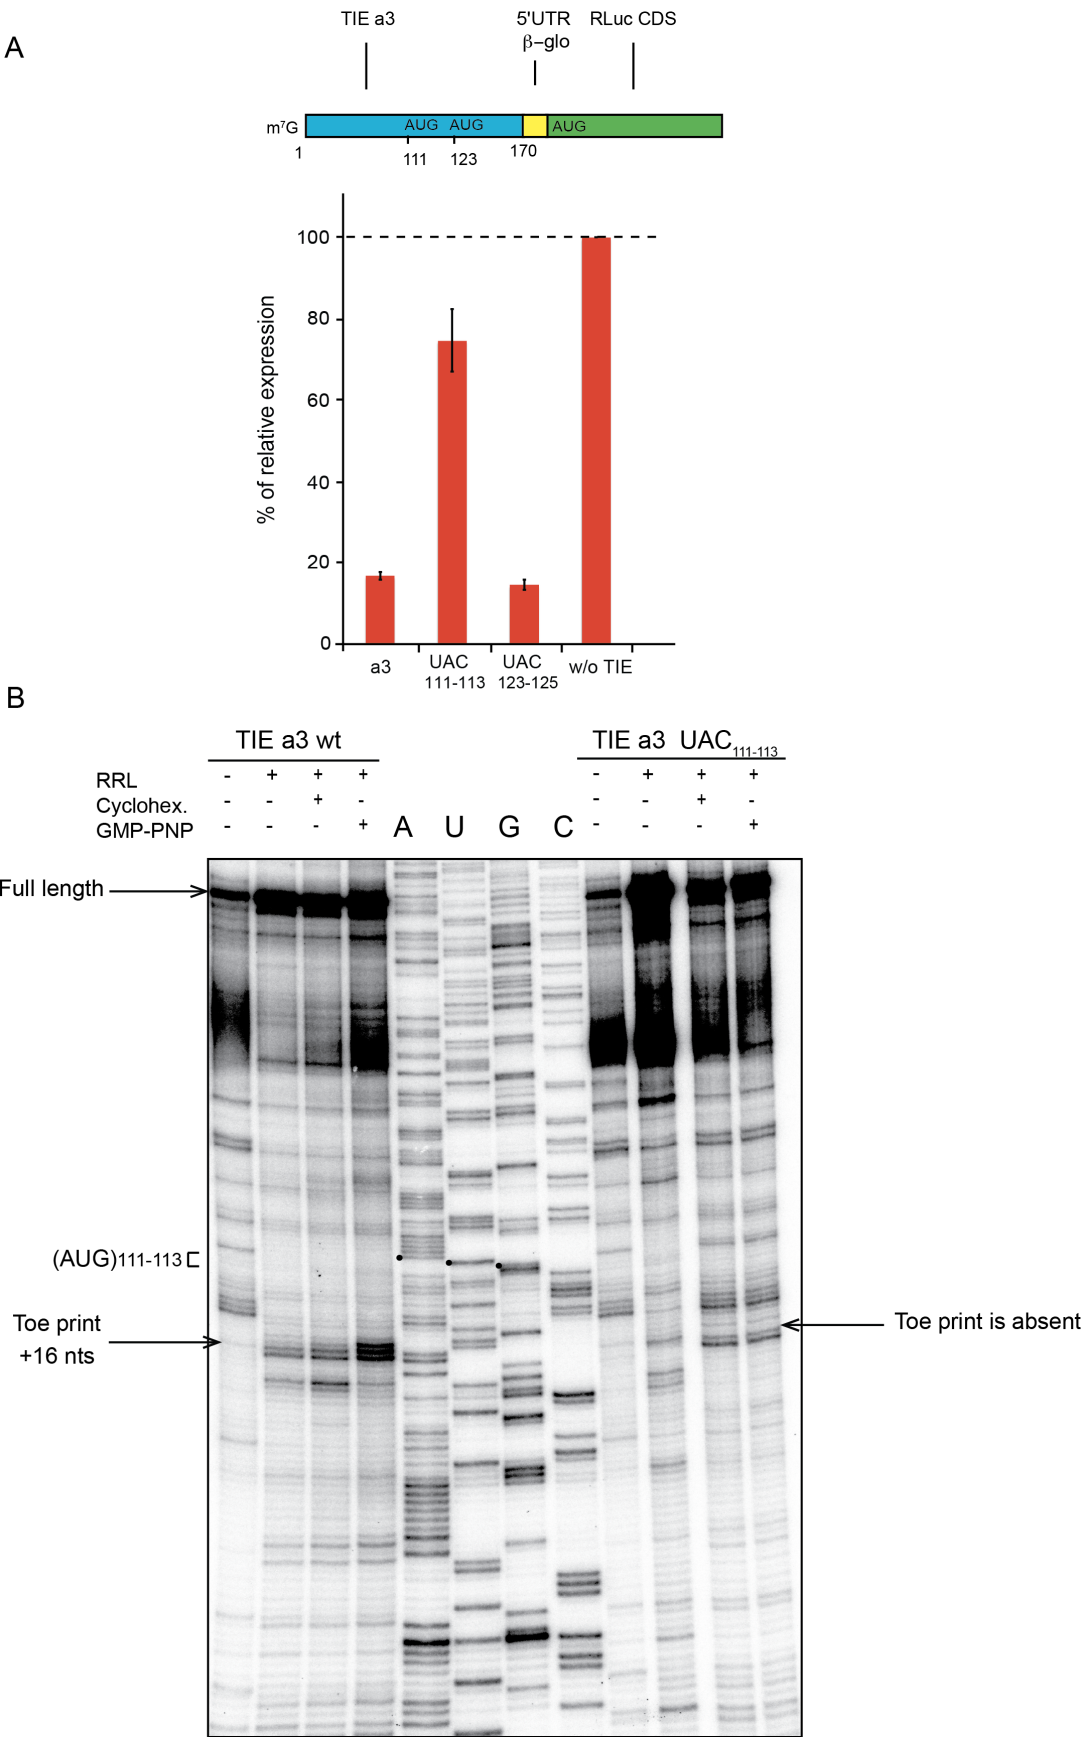 A
TIE a3
5'UTR
β–glo
RLuc CDS
m⁷G
AUG AUG
AUG
1
111
123
170
% of relative expression
100
80
60
40
20
0
a3
UAC
111-113
UAC
123-125
w/o TIE
B
TIE a3 wt
TIE a3 UAC111-113
RRL - + + + - + + +
Cyclohex. - - + - - - + -
GMP-PNP - - - + - - - +
A U G C
Full length
(AUG)111-113
Toe print
+16 nts
Toe print is absent